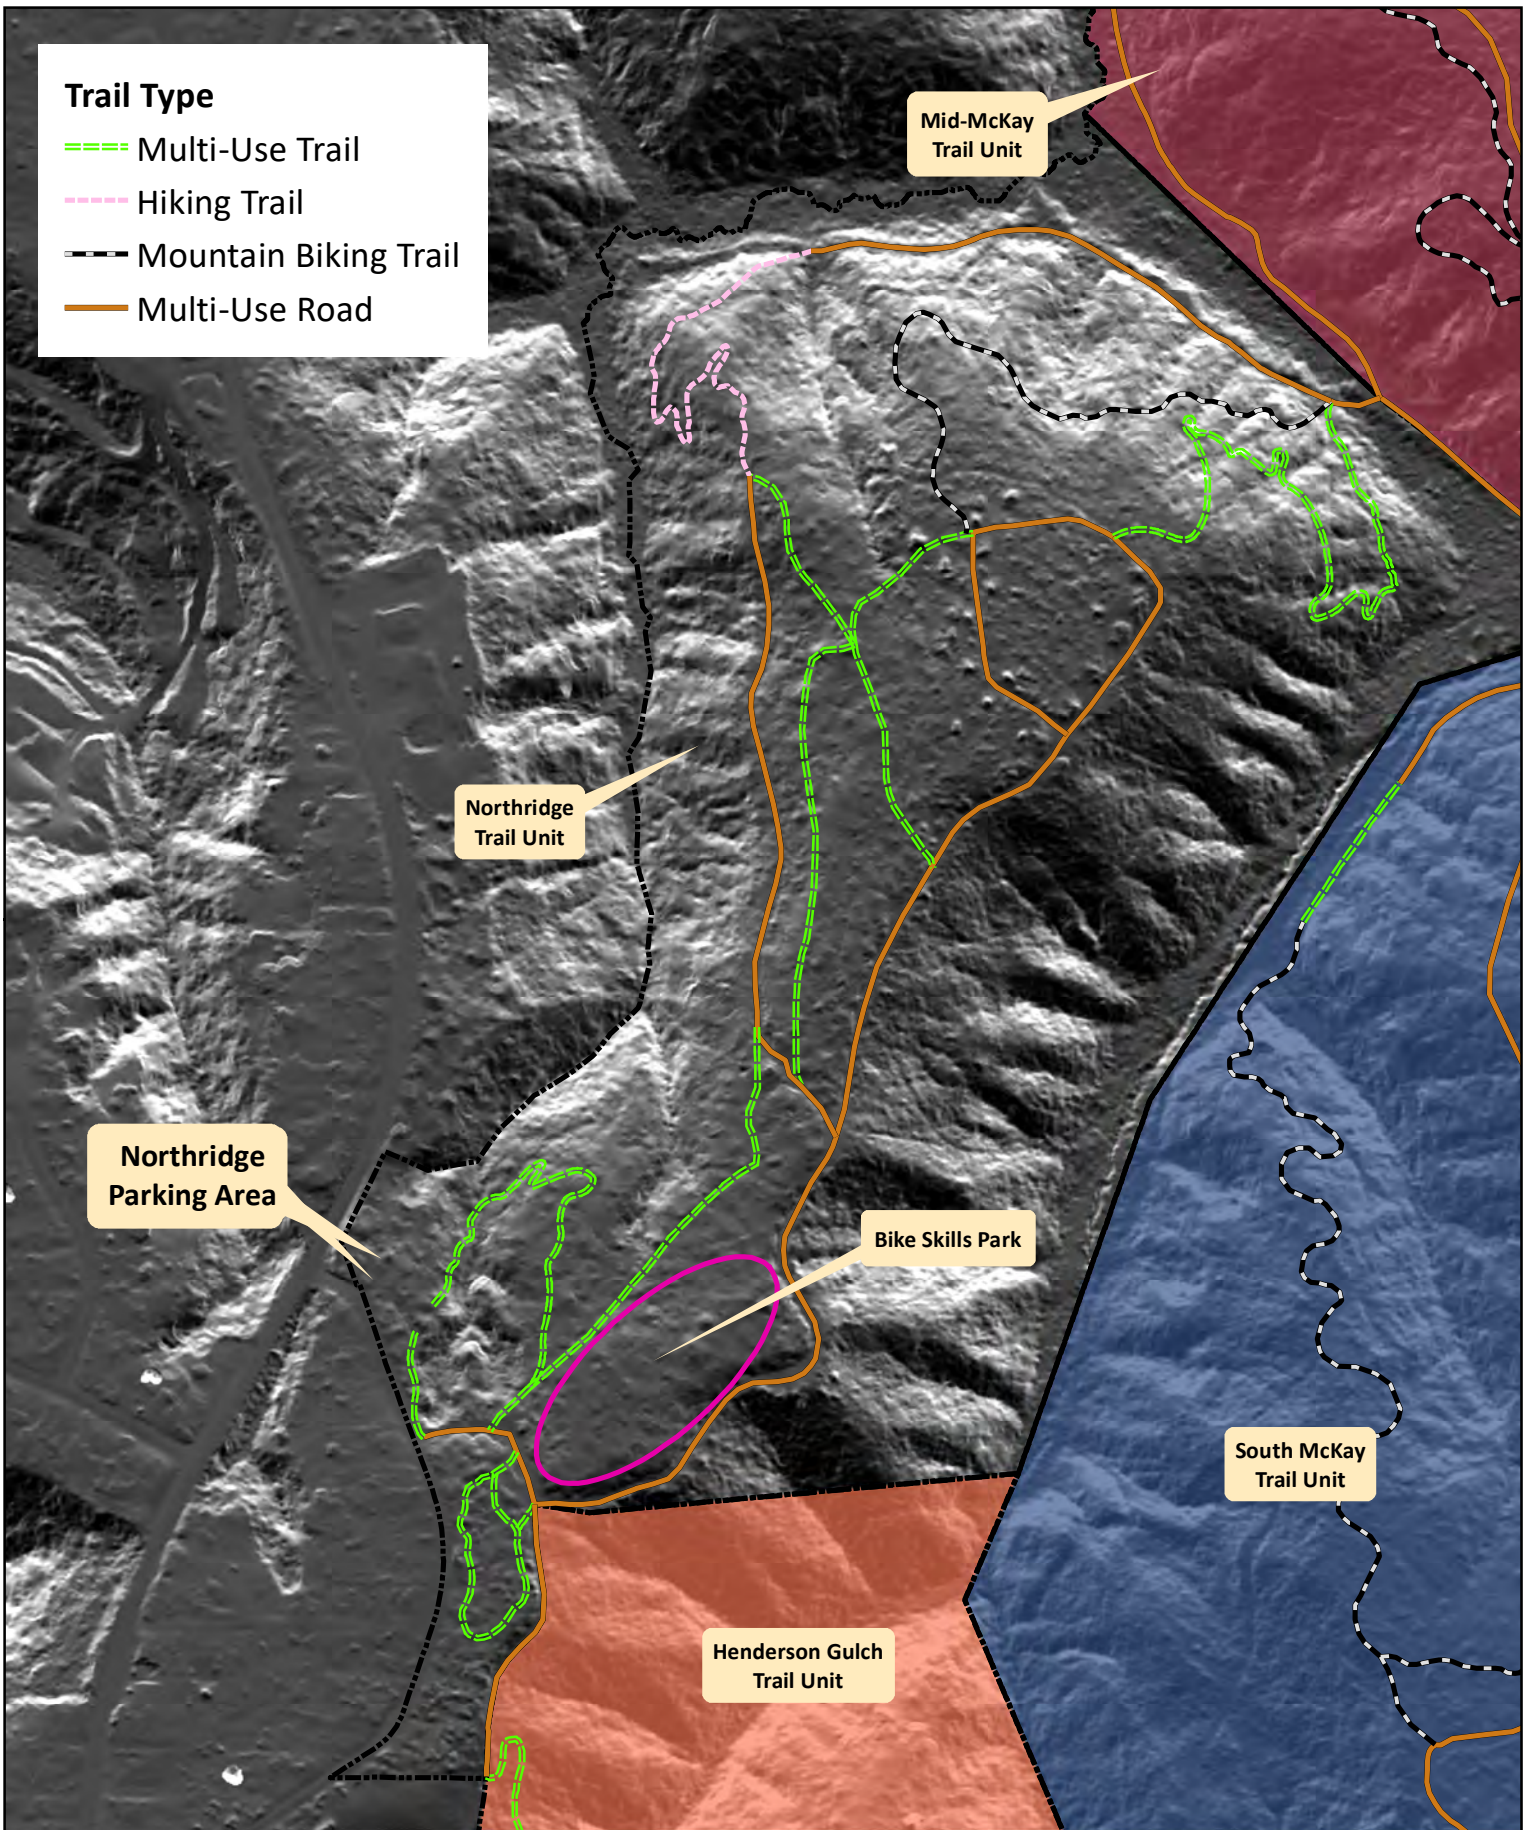 Trail Type
Multi-Use Trail
Hiking Trail
Mountain Biking Trail
Multi-Use Road
Mid-McKay
Trail Unit
Northridge
Trail Unit
Northridge
Parking Area
Bike Skills Park
South McKay
Trail Unit
Henderson Gulch
Trail Unit